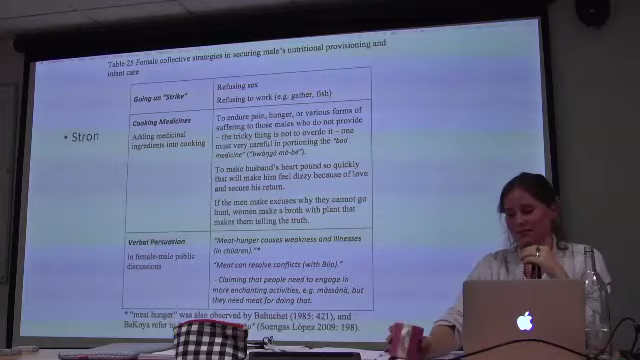 Table 25 Female collective strategies in securing male's nutritional provisioning and
infant care
• Stron
Going on "Strike"
Refusing sex
Refusing to work (e.g. gather, fish)
Cooking Medicines
Adding medicinal
ingredients into cooking
To endure pain, hunger, or various forms of
suffering to those males who do not provide
– the tricky thing is not to overdo it – one
must very careful in portioning the "bad
medicine" ("bwànga mò-bé")
To make husband's heart pound so quickly
that will make him feel dizzy because of love
and secure his return.
If the men make excuses why they cannot go
hunt, women make a broth with plant that
makes them telling the truth.
Verbal Persuasion
In female-male public
discussions
"Meat-hunger causes weakness and illnesses
(in children)."*
"Meat can resolve conflicts (with Bilo)."
- Claiming that people need to engage in
more enchanting activities, e.g. màssànà, but
they need meat for doing that.
* "meat hunger" was also observed by Bahuchet (1985: 421), and
BaKoya refer to (Soengas López 2009: 198).